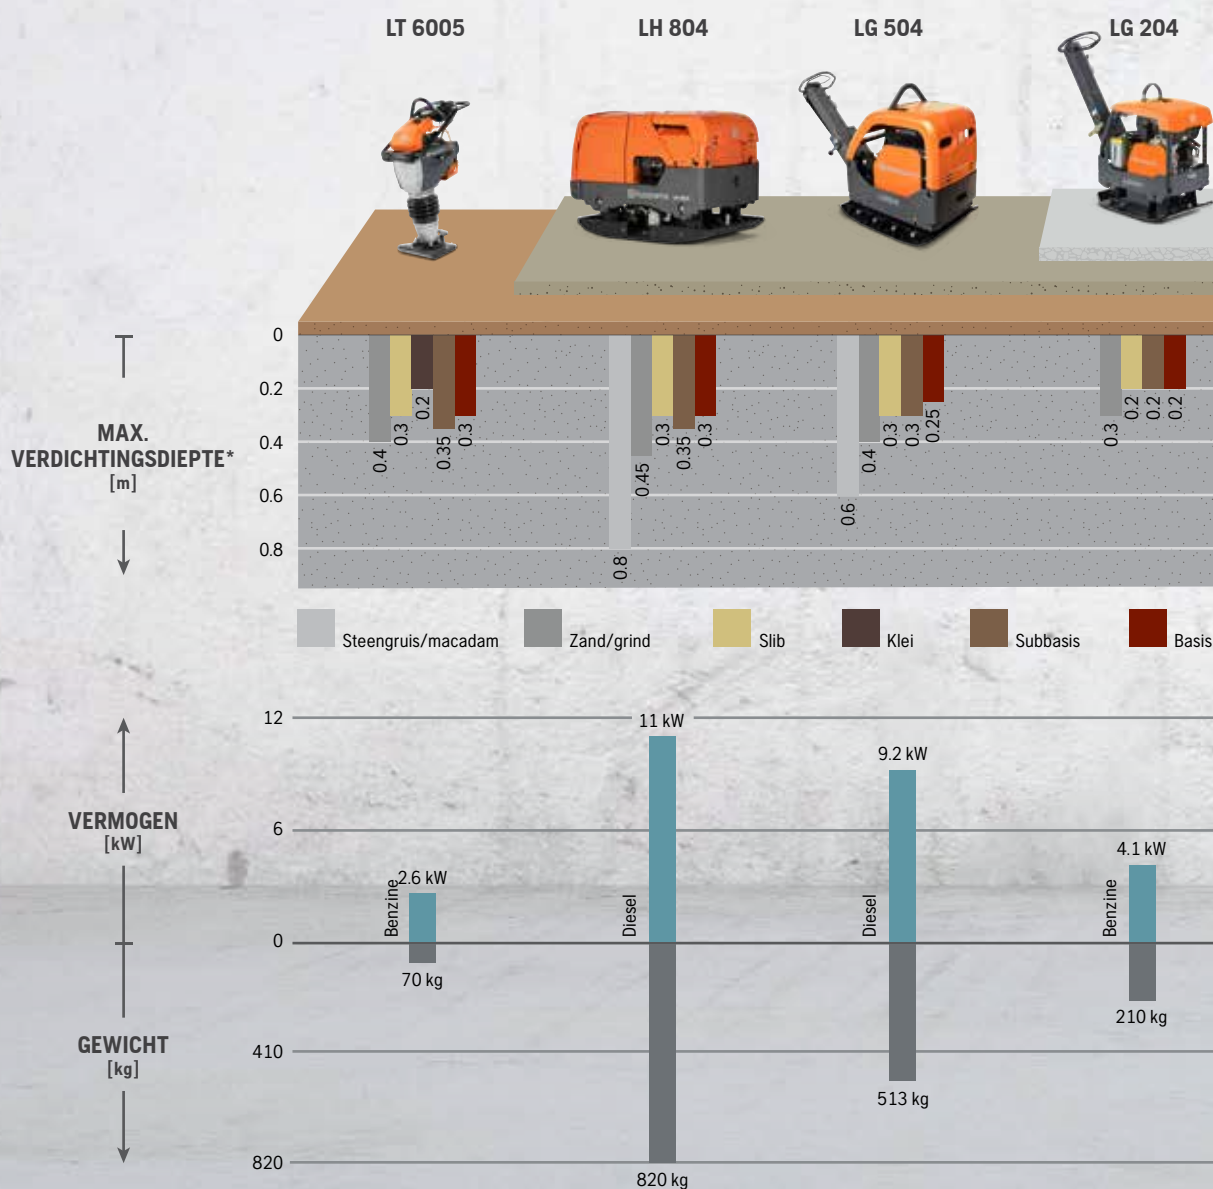 LT 6005
LH 804
LG 504
LG 204
MAX.
VERDICHTINGSDIEPTE*
[m]
0
0.2
0.4
0.6
0.8
0.4
0.3
0.2
0.35
0.3
0.8
0.45
0.3
0.35
0.3
0.6
0.4
0.3
0.3
0.25
0.3
0.2
0.2
0.2
Steengruis/macadam
Zand/grind
Slib
Klei
Subbasis
Basis
VERMOGEN
[kW]
12
6
0
Benzine
2.6 kW
Diesel
11 kW
Diesel
9.2 kW
Benzine
4.1 kW
GEWICHT
[kg]
410
820
70 kg
820 kg
513 kg
210 kg